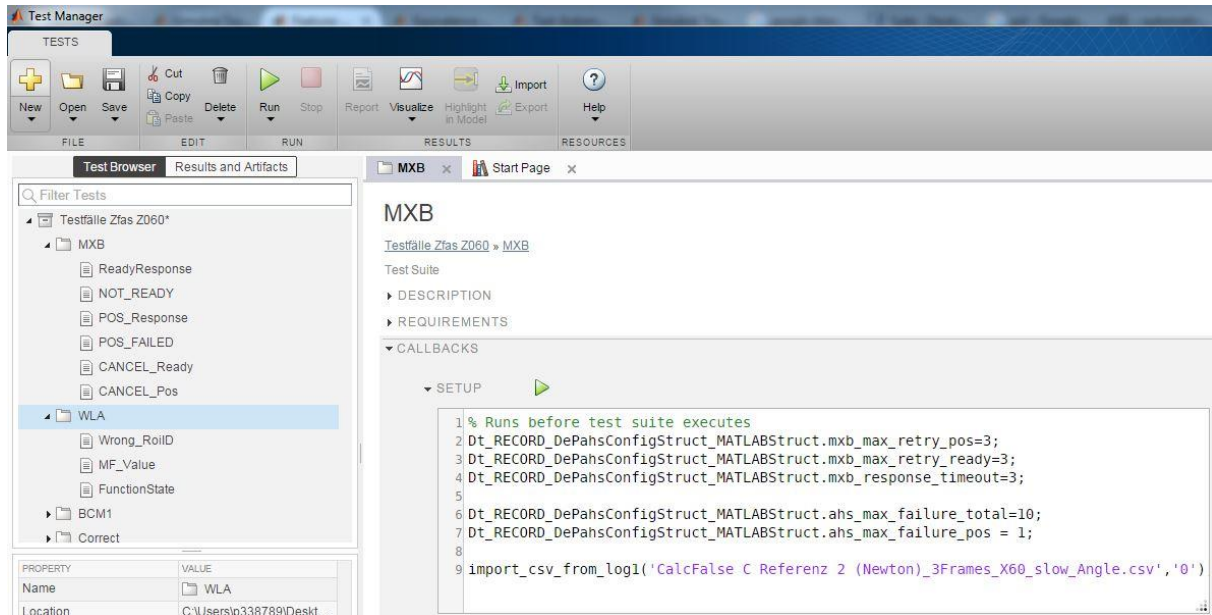 Test Manager
TESTS
New
Open
Save
Cut
Copy
Paste
Delete
Run
Stop
Report
Visualize
Highlight
in Model
Import
Export
Help
FILE
EDIT
RUN
RESULTS
RESOURCES
Test Browser
Results and Artifacts
Filter Tests
Testfälle Zfas Z060*
MXB
ReadyResponse
NOT_READY
POS_Response
POS_FAILED
CANCEL_Ready
CANCEL_Pos
WLA
Wrong_RollID
MF_Value
FunctionState
BCM1
Correct
PROPERTY VALUE
Name WLA
Location C:\Users\p338789\Deskt
MXB
Start Page
MXB
Testfälle Zfas Z060 » MXB
Test Suite
DESCRIPTION
REQUIREMENTS
CALLBACKS
SETUP
1 % Runs before test suite executes
2 Dt_RECORD_DePahsConfigStruct_MATLABStruct.mxb_max_retry_pos=3;
3 Dt_RECORD_DePahsConfigStruct_MATLABStruct.mxb_max_retry_ready=3;
4 Dt_RECORD_DePahsConfigStruct_MATLABStruct.mxb_response_timeout=3;
5
6 Dt_RECORD_DePahsConfigStruct_MATLABStruct.ahs_max_failure_total=10;
7 Dt_RECORD_DePahsConfigStruct_MATLABStruct.ahs_max_failure_pos = 1;
8
9 import_csv_from_log1('CalcFalse C Referenz 2 (Newton)_3Frames_X60_slow_Angle.csv','0')